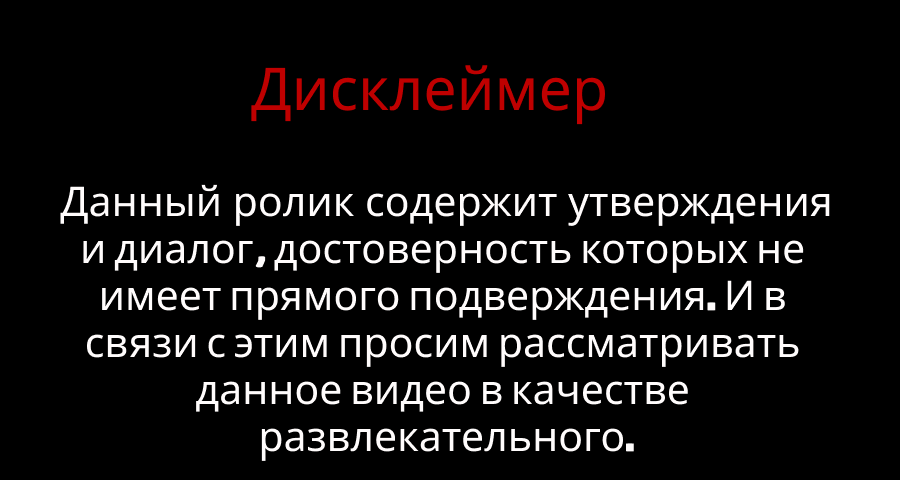 Дисклеймер
Данный ролик содержит утверждения
и диалог, достоверность которых не
имеет прямого подверждения. И в
связи с этим просим рассматривать
данное видео в качестве
развлекательного.